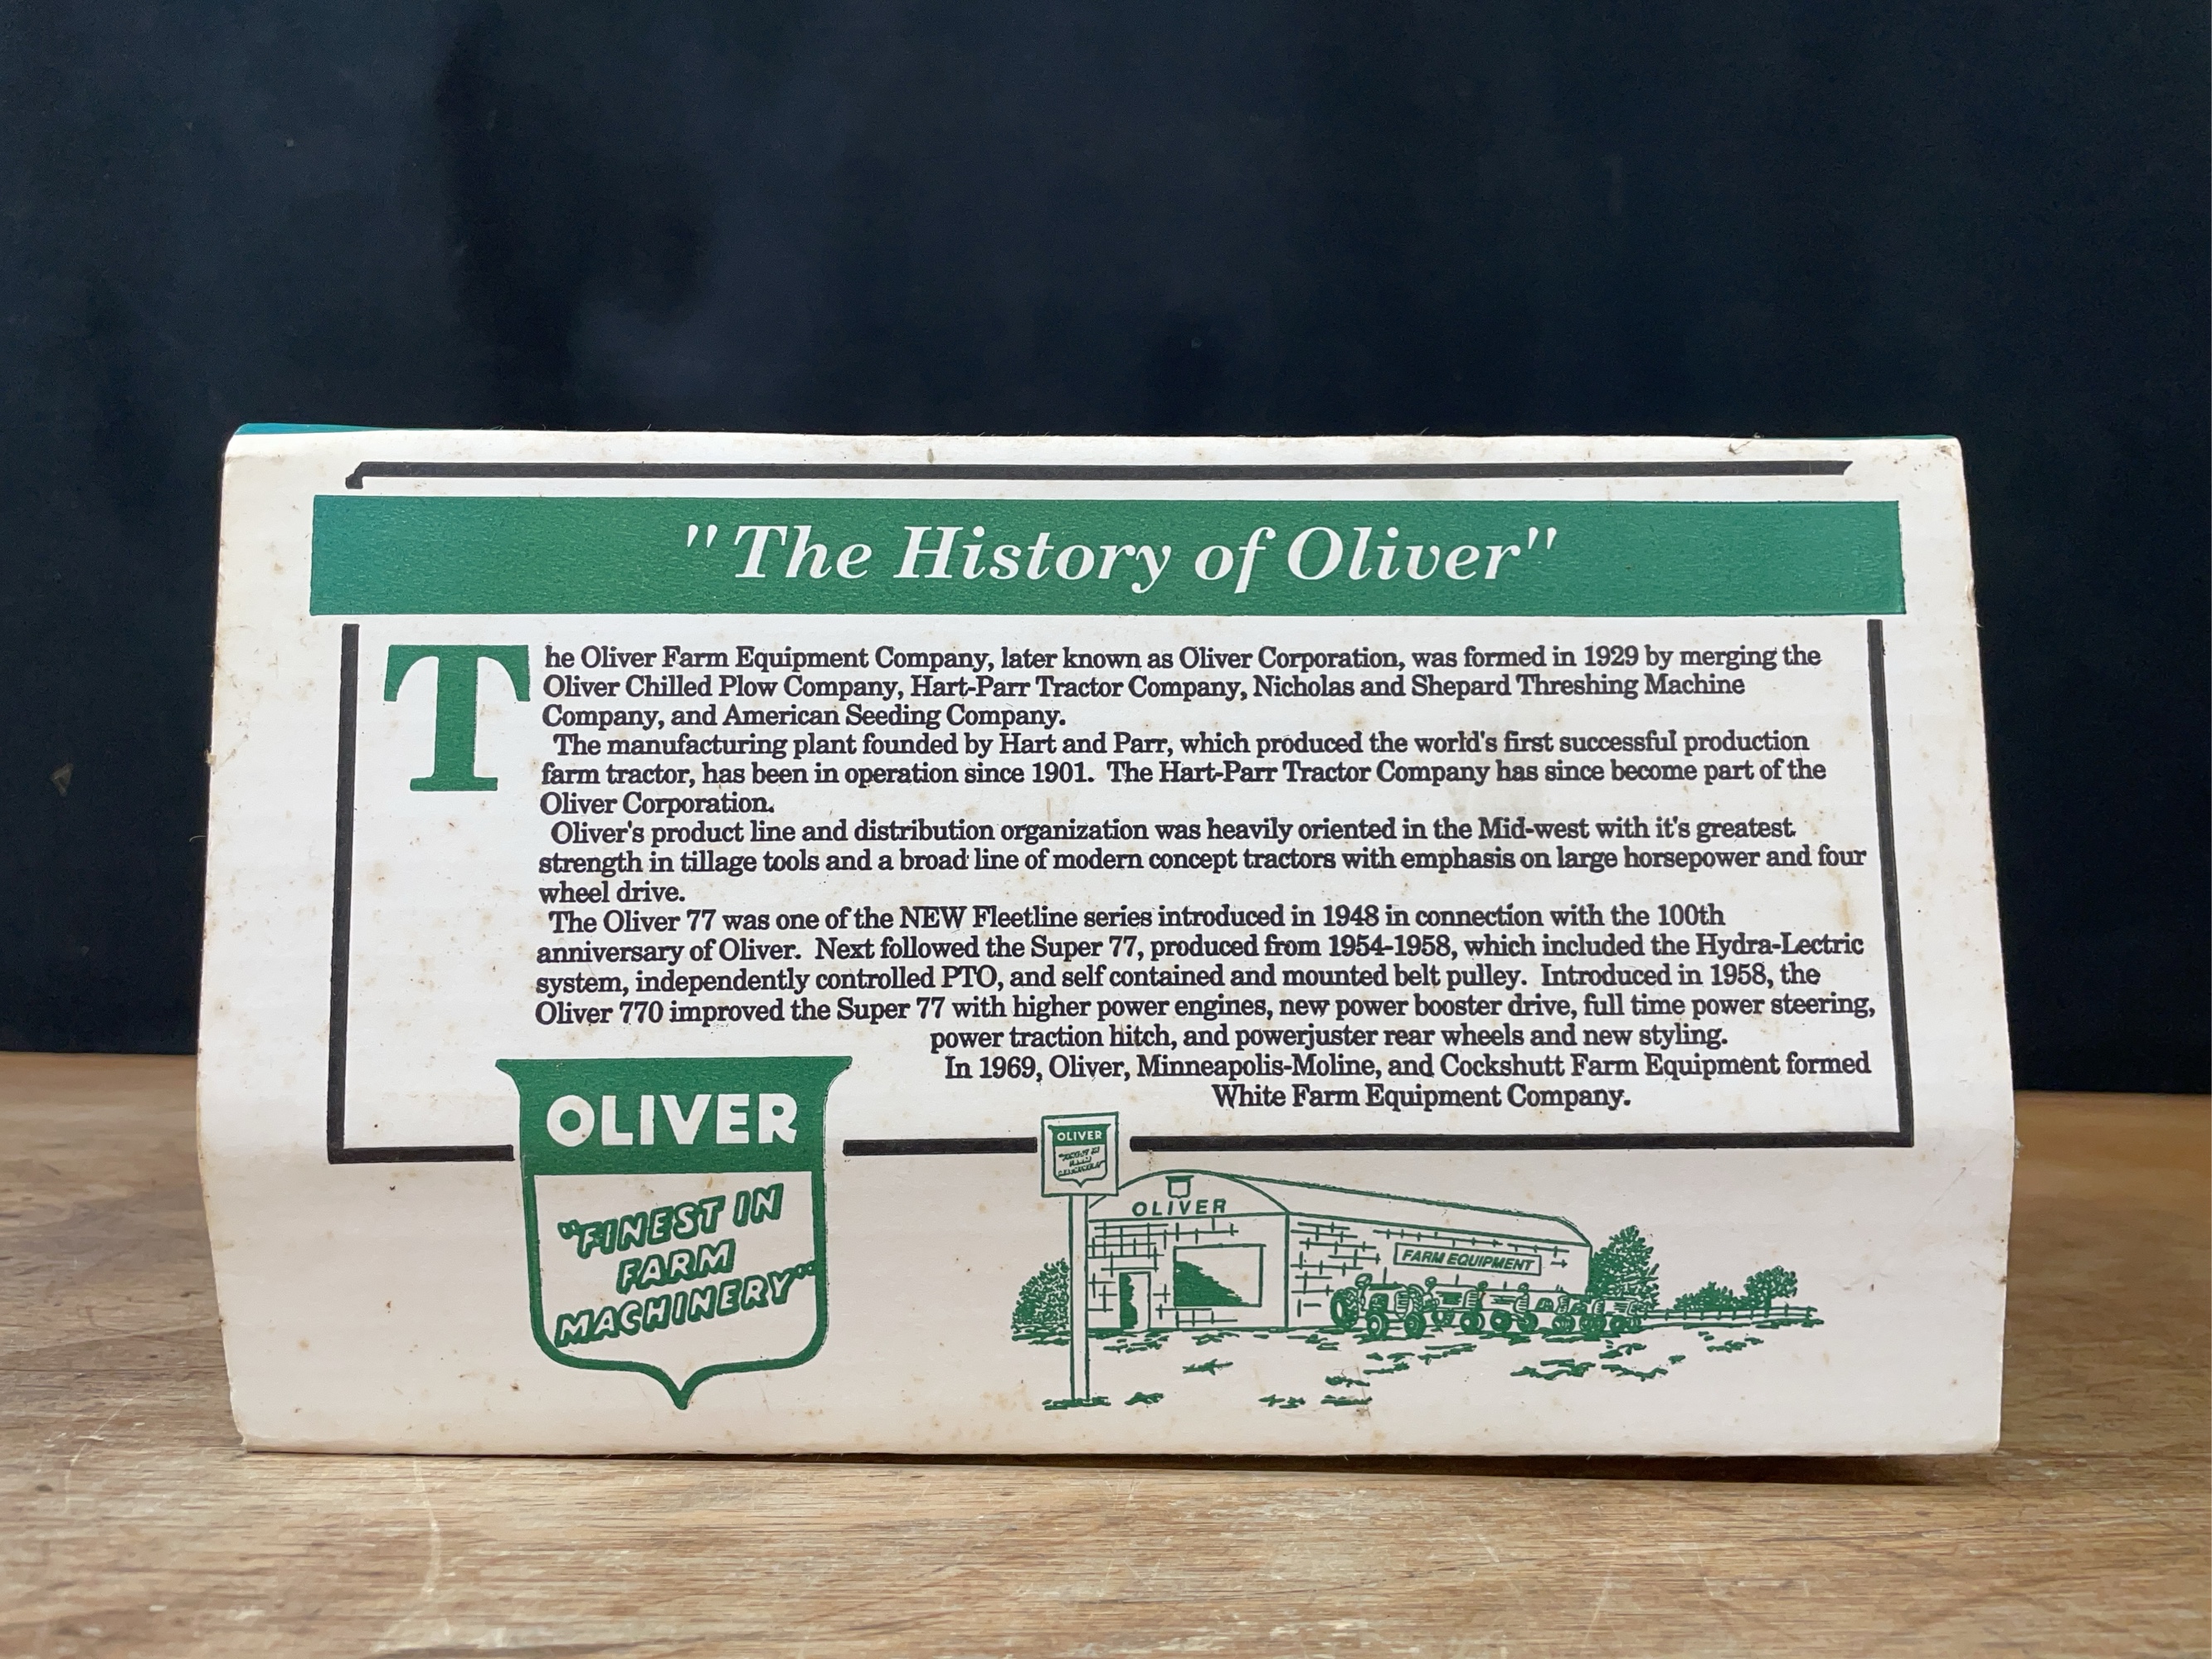 "The History of Oliver"
The Oliver Farm Equipment Company, later known as Oliver Corporation, was formed in 1929 by merging the
Oliver Chilled Plow Company, Hart-Parr Tractor Company, Nicholas and Shepard Threshing Machine
Company, and American Seeding Company.
The manufacturing plant founded by Hart and Parr, which produced the world's first successful production
farm tractor, has been in operation since 1901. The Hart-Parr Tractor Company has since become part of the
Oliver Corporation.
Oliver's product line and distribution organization was heavily oriented in the Mid-west with it's greatest
strength in tillage tools and a broad line of modern concept tractors with emphasis on large horsepower and four
wheel drive.
The Oliver 77 was one of the NEW Fleetline series introduced in 1948 in connection with the 100th
anniversary of Oliver. Next followed the Super 77, produced from 1954-1958, which included the Hydra-Lectric
system, independently controlled PTO, and self contained and mounted belt pulley. Introduced in 1958, the
Oliver 770 improved the Super 77 with higher power engines, new power booster drive, full time power steering,
power traction hitch, and powerjuster rear wheels and new styling.
In 1969, Oliver, Minneapolis-Moline, and Cockshutt Farm Equipment formed
White Farm Equipment Company.
OLIVER
"FINEST IN
FARM
MACHINERY"
OLIVER
OLIVER
FARM EQUIPMENT